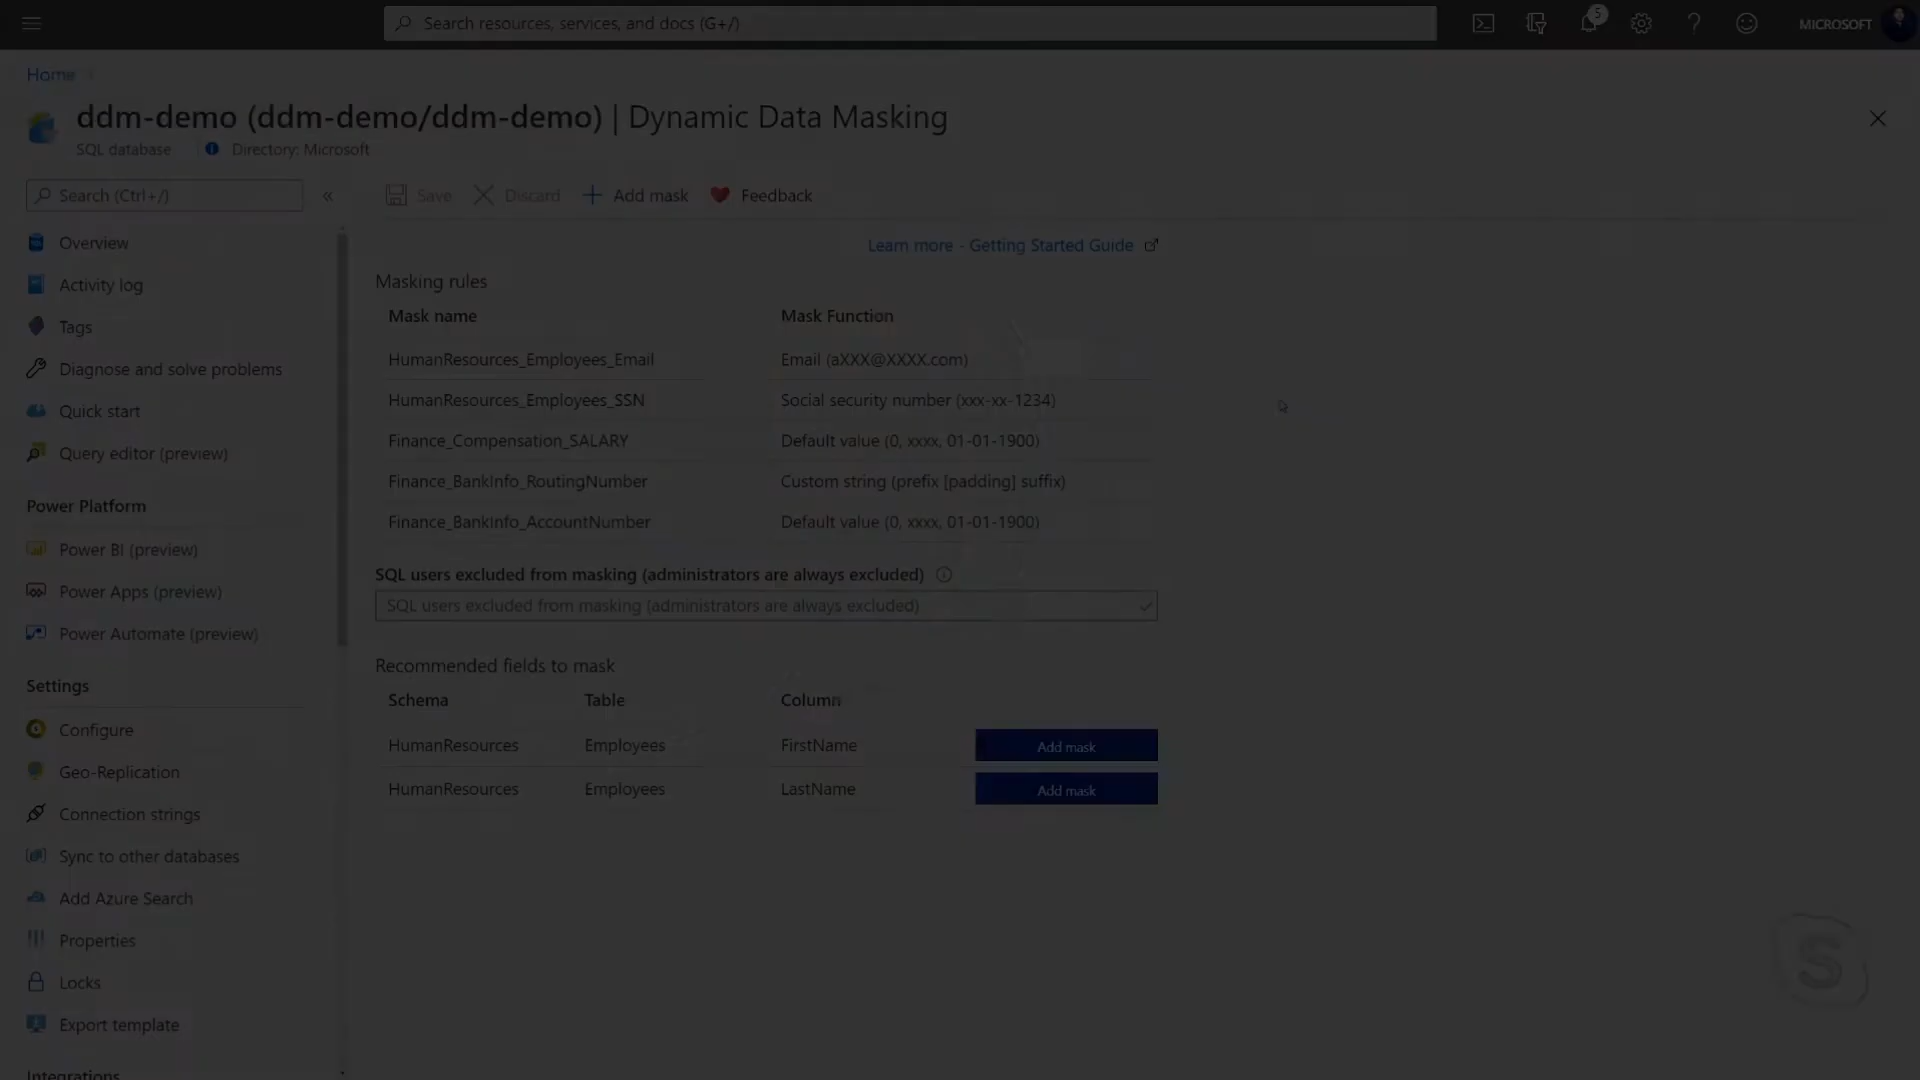 Search resources, services, and docs (G+/)
5
MICROSOFT
Home
ddm-demo (ddm-demo/ddm-demo) | Dynamic Data Masking
SQL database
Directory: Microsoft
Search (Ctrl+/)
«
Save
Discard
Add mask
Feedback
Overview
Activity log
Tags
Diagnose and solve problems
Quick start
Query editor (preview)
Power Platform
Power BI (preview)
Power Apps (preview)
Power Automate (preview)
Settings
Configure
Geo-Replication
Connection strings
Sync to other databases
Add Azure Search
Properties
Locks
Export template
Integrations
Learn more - Getting Started Guide
Masking rules
Mask name Mask Function
HumanResources_Employees_Email Email (aXXX@XXXX.com)
HumanResources_Employees_SSN Social security number (xxx-xx-1234)
Finance_Compensation_SALARY Default value (0, xxxx, 01-01-1900)
Finance_BankInfo_RoutingNumber Custom string (prefix [padding] suffix)
Finance_BankInfo_AccountNumber Default value (0, xxxx, 01-01-1900)
SQL users excluded from masking (administrators are always excluded)
SQL users excluded from masking (administrators are always excluded)
Recommended fields to mask
Schema Table Column
HumanResources Employees FirstName Add mask
HumanResources Employees LastName Add mask
S